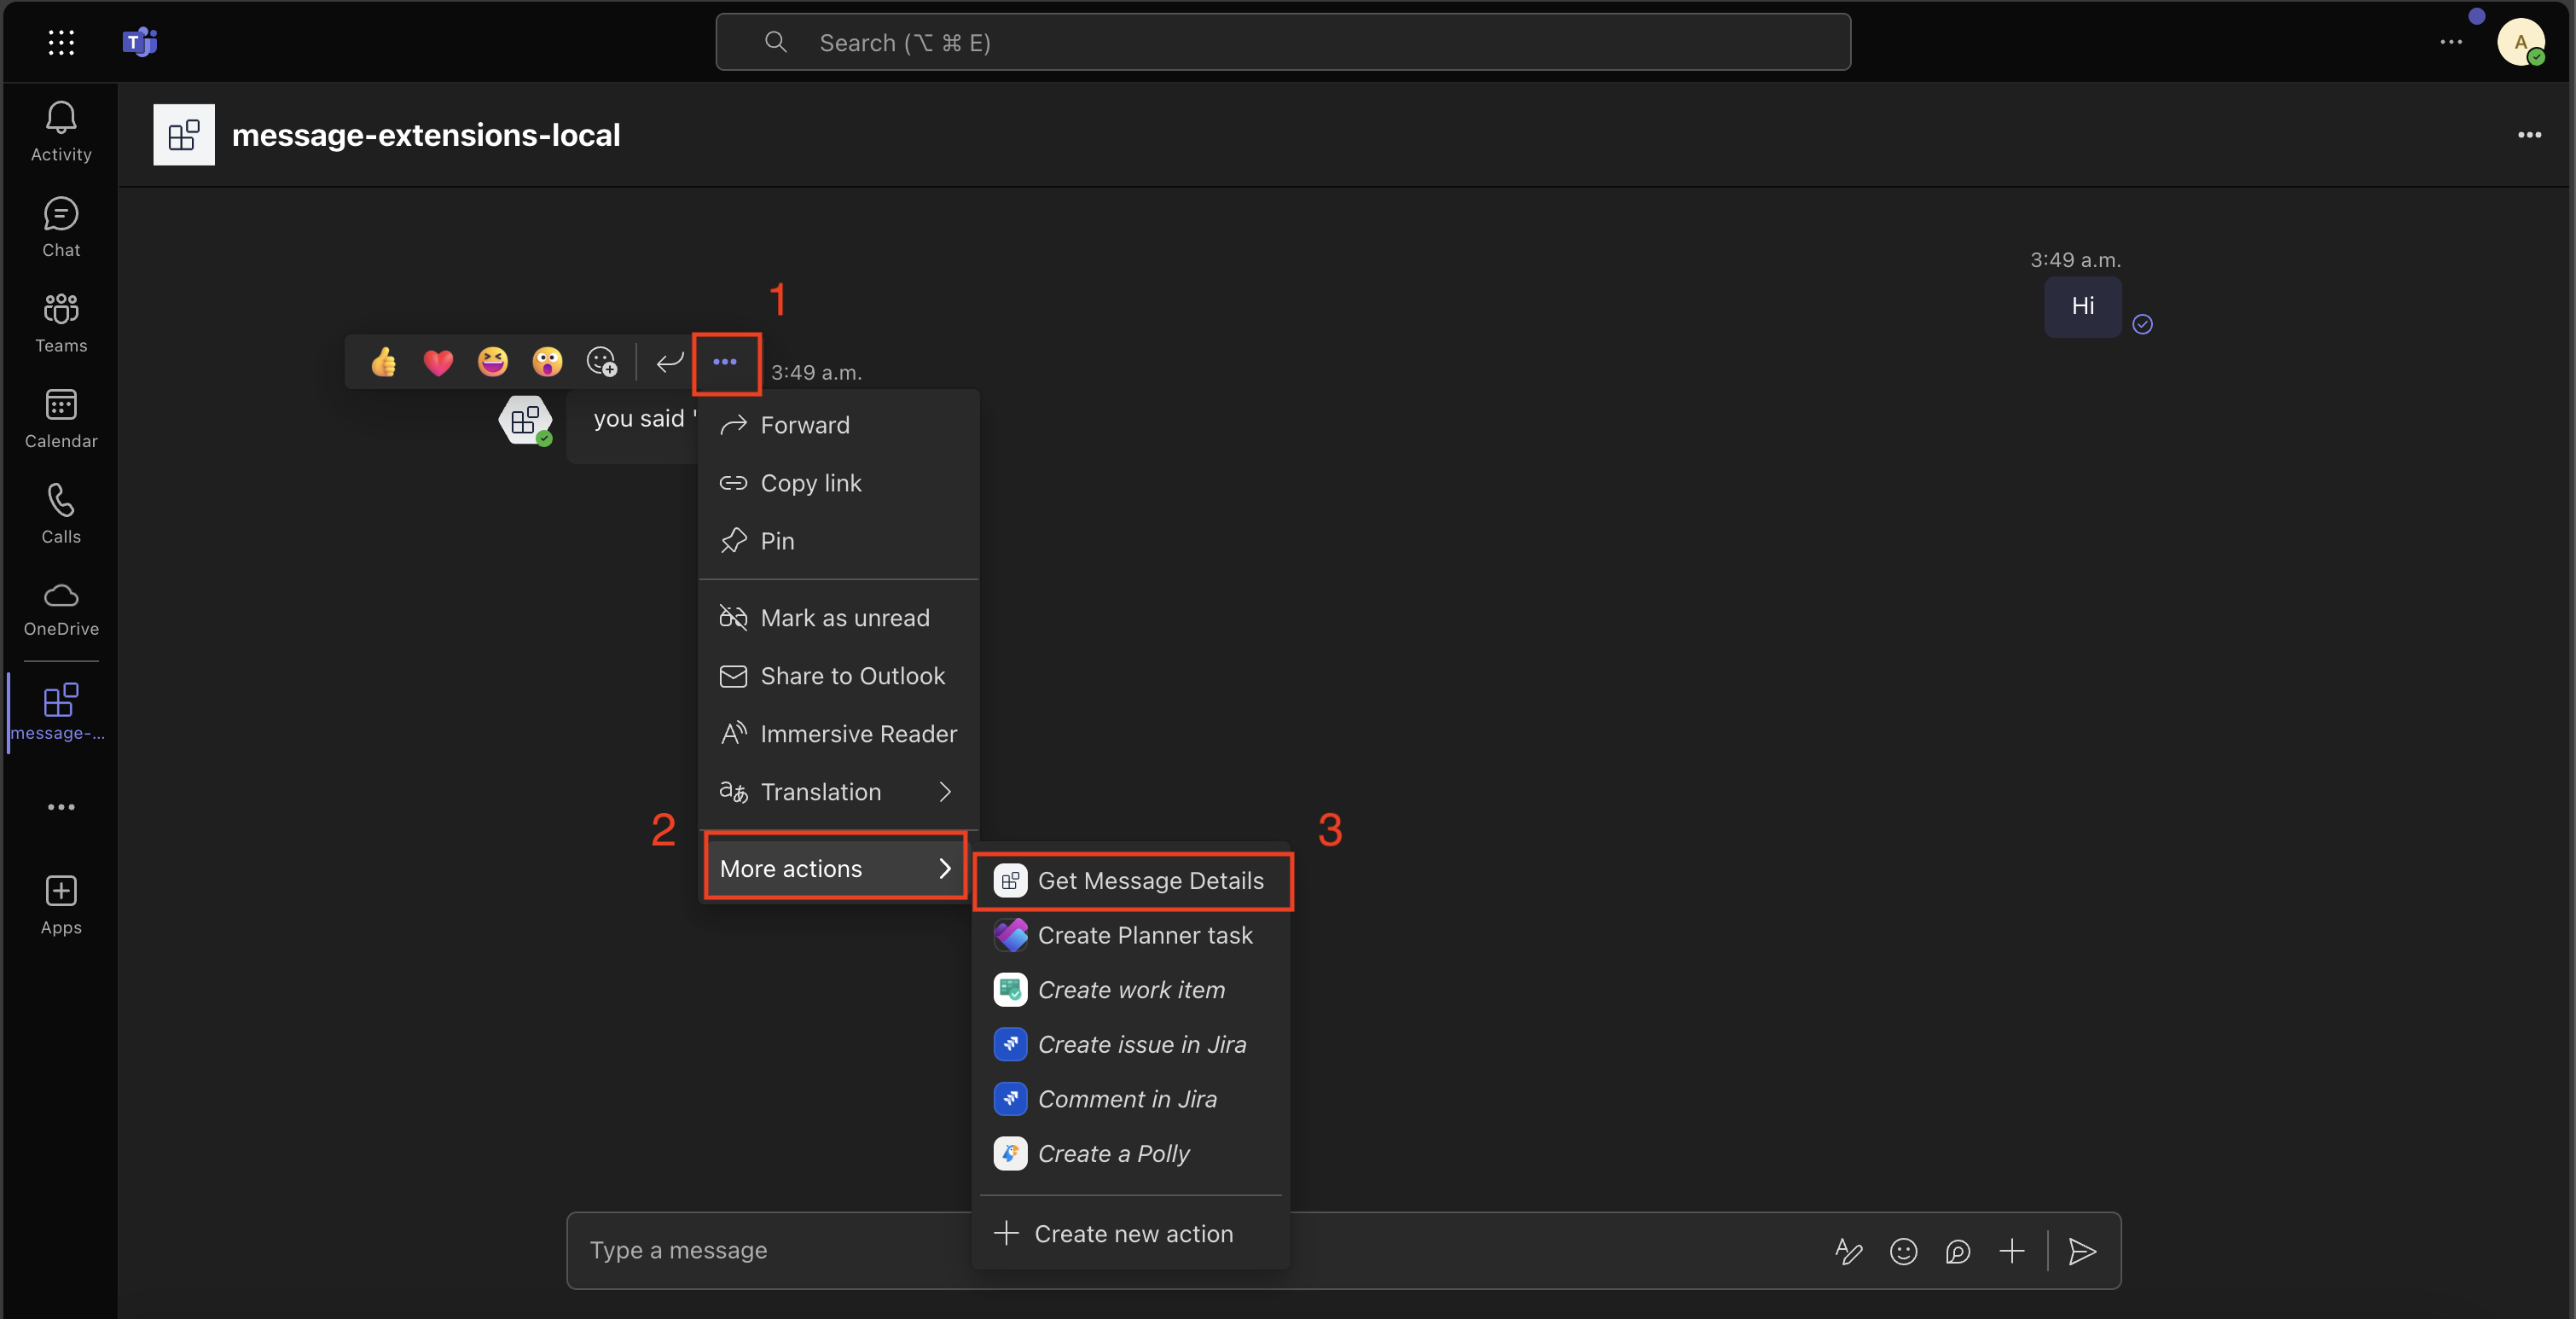 T
Search (⌥ ⌘ E)
A
Activity
Chat
Teams
Calendar
Calls
OneDrive
message-...
Apps
message-extensions-local
3:49 a.m.
Hi
1
3:49 a.m.
you said '
Forward
Copy link
Pin
Mark as unread
Share to Outlook
Immersive Reader
Translation
2
More actions
3
Get Message Details
Create Planner task
Create work item
Create issue in Jira
Comment in Jira
Create a Polly
Create new action
Type a message